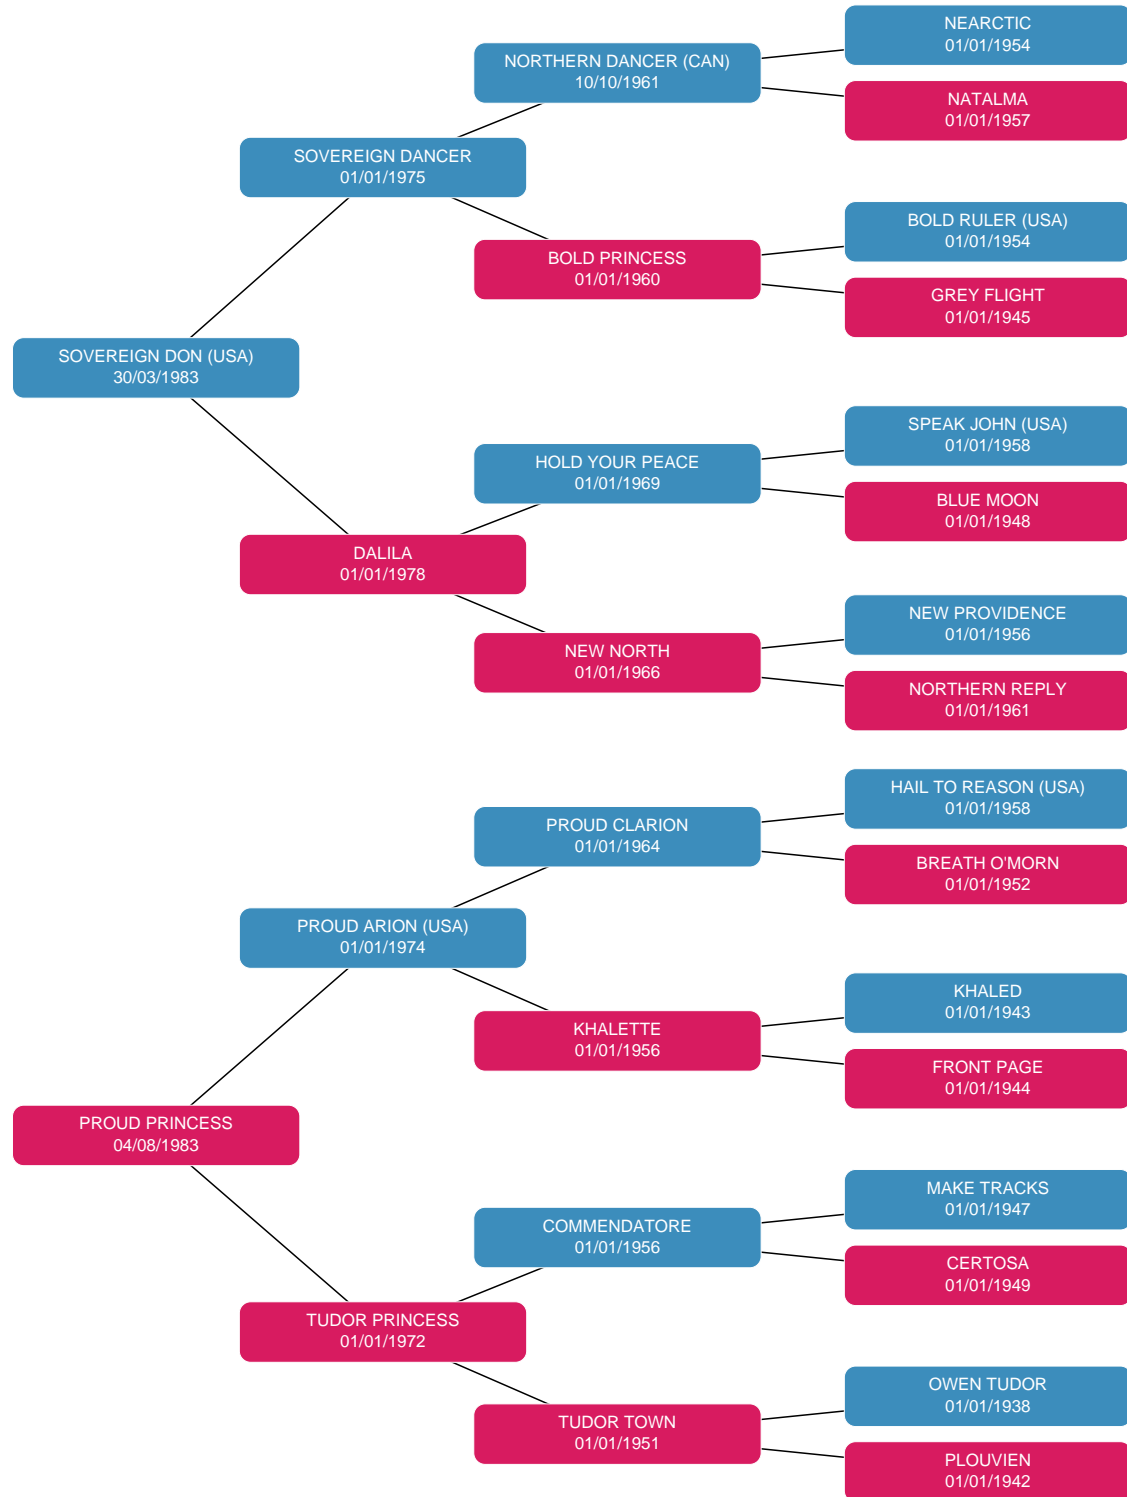 NEARCTIC
01/01/1954
NORTHERN DANCER (CAN)
10/10/1961
NATALMA
01/01/1957
SOVEREIGN DANCER
01/01/1975
BOLD RULER (USA)
01/01/1954
BOLD PRINCESS
01/01/1960
GREY FLIGHT
01/01/1945
SOVEREIGN DON (USA)
30/03/1983
SPEAK JOHN (USA)
01/01/1958
HOLD YOUR PEACE
01/01/1969
BLUE MOON
01/01/1948
DALILA
01/01/1978
NEW PROVIDENCE
01/01/1956
NEW NORTH
01/01/1966
NORTHERN REPLY
01/01/1961
HAIL TO REASON (USA)
01/01/1958
PROUD CLARION
01/01/1964
BREATH O'MORN
01/01/1952
PROUD ARION (USA)
01/01/1974
KHALED
01/01/1943
KHALETTE
01/01/1956
FRONT PAGE
01/01/1944
PROUD PRINCESS
04/08/1983
MAKE TRACKS
01/01/1947
COMMENDATORE
01/01/1956
CERTOSA
01/01/1949
TUDOR PRINCESS
01/01/1972
OWEN TUDOR
01/01/1938
TUDOR TOWN
01/01/1951
PLOUVIEN
01/01/1942